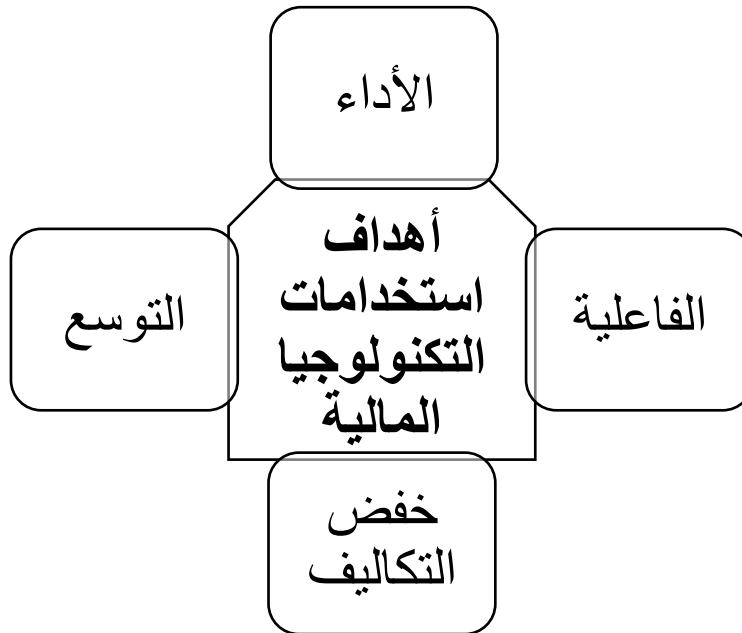 الأداء
أهداف
استخدامات
التكنولوجيا
المالية
الفاعلية
التوسع
خفض
التكاليف